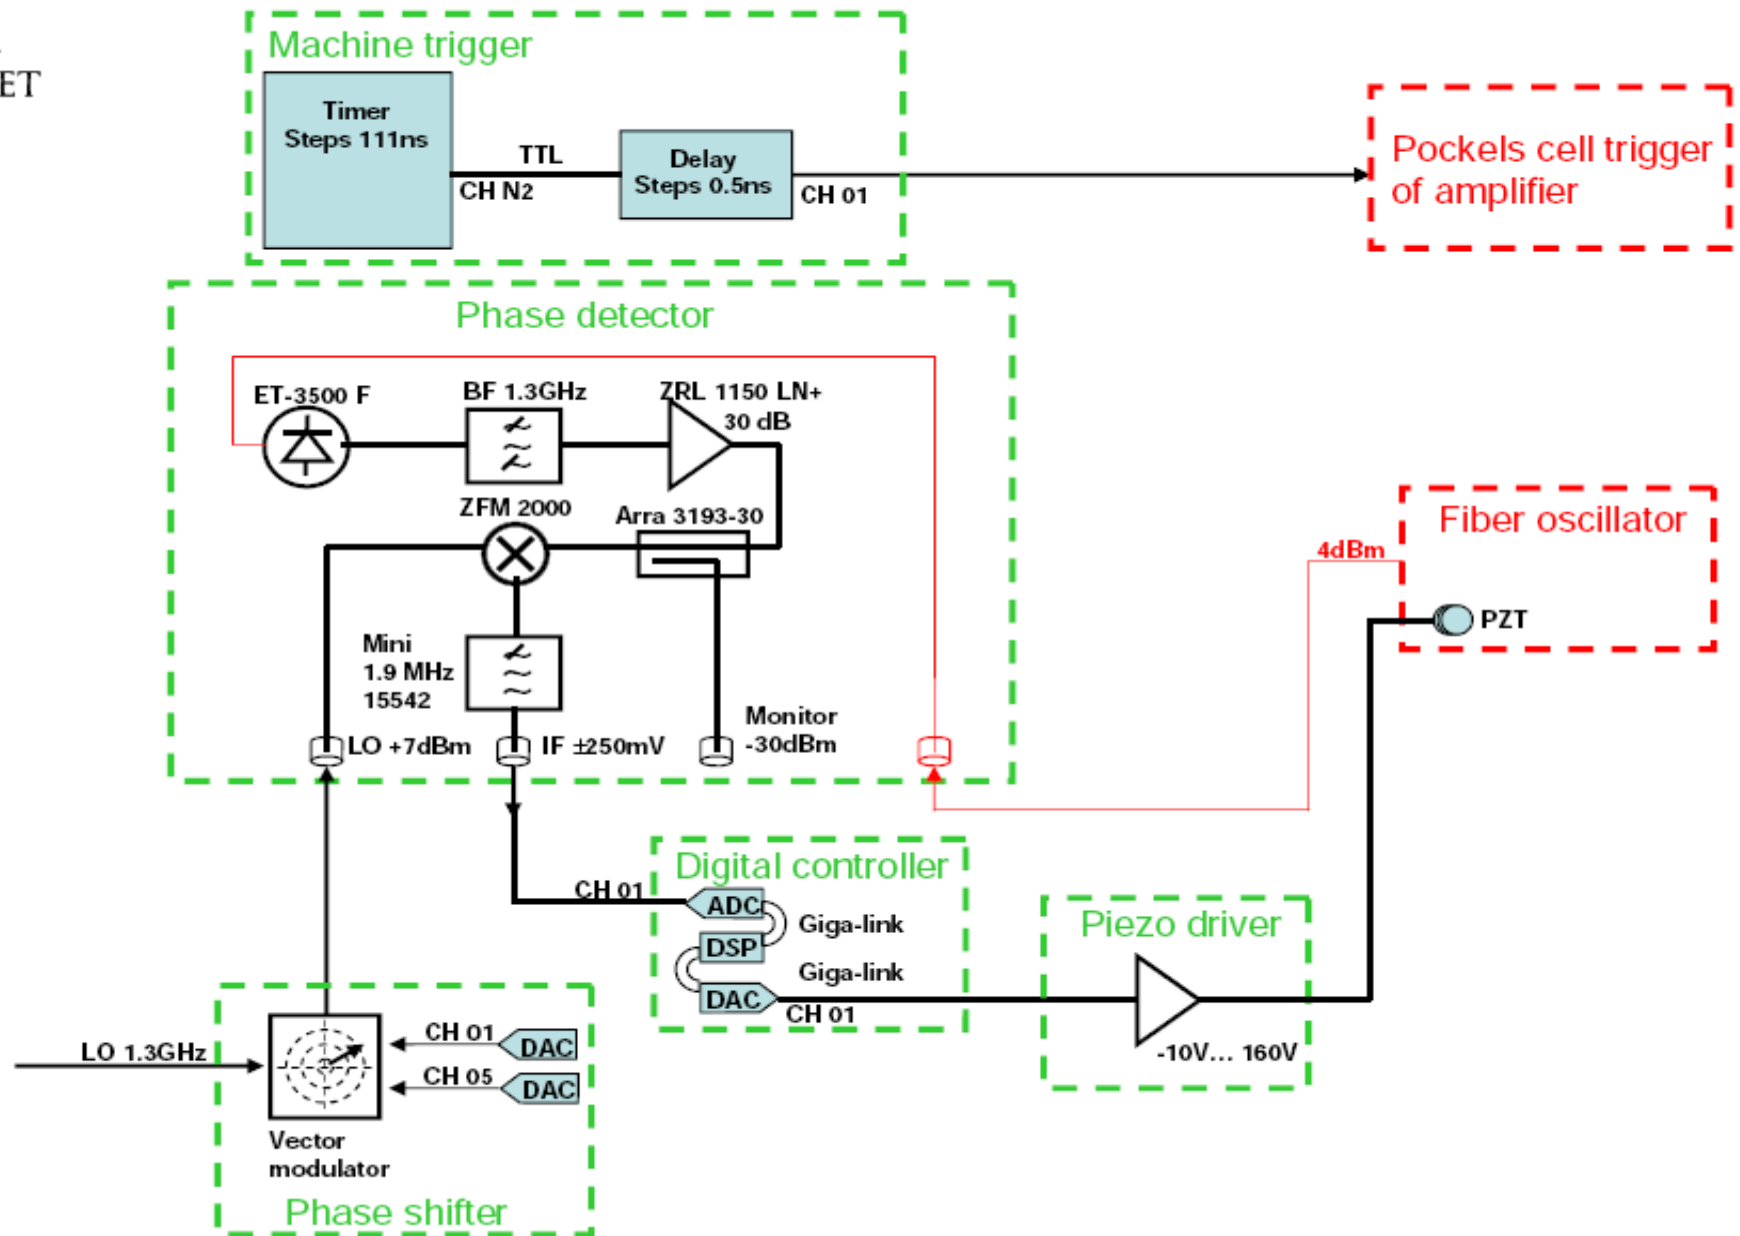 ET
Machine trigger
Timer
Steps 111ns
TTL
CH N2
Delay
Steps 0.5ns
CH 01
Pockels cell trigger
of amplifier
Phase detector
ET-3500 F
BF 1.3GHz
ZRL 1150 LN+
30 dB
ZFM 2000
Arra 3193-30
Mini
1.9 MHz
15542
LO +7dBm
IF ±250mV
Monitor
-30dBm
Fiber oscillator
4dBm
PZT
Digital controller
CH 01
ADC
Giga-link
DSP
Giga-link
DAC
CH 01
Piezo driver
-10V... 160V
LO 1.3GHz
CH 01
DAC
CH 05
DAC
Vector
modulator
Phase shifter